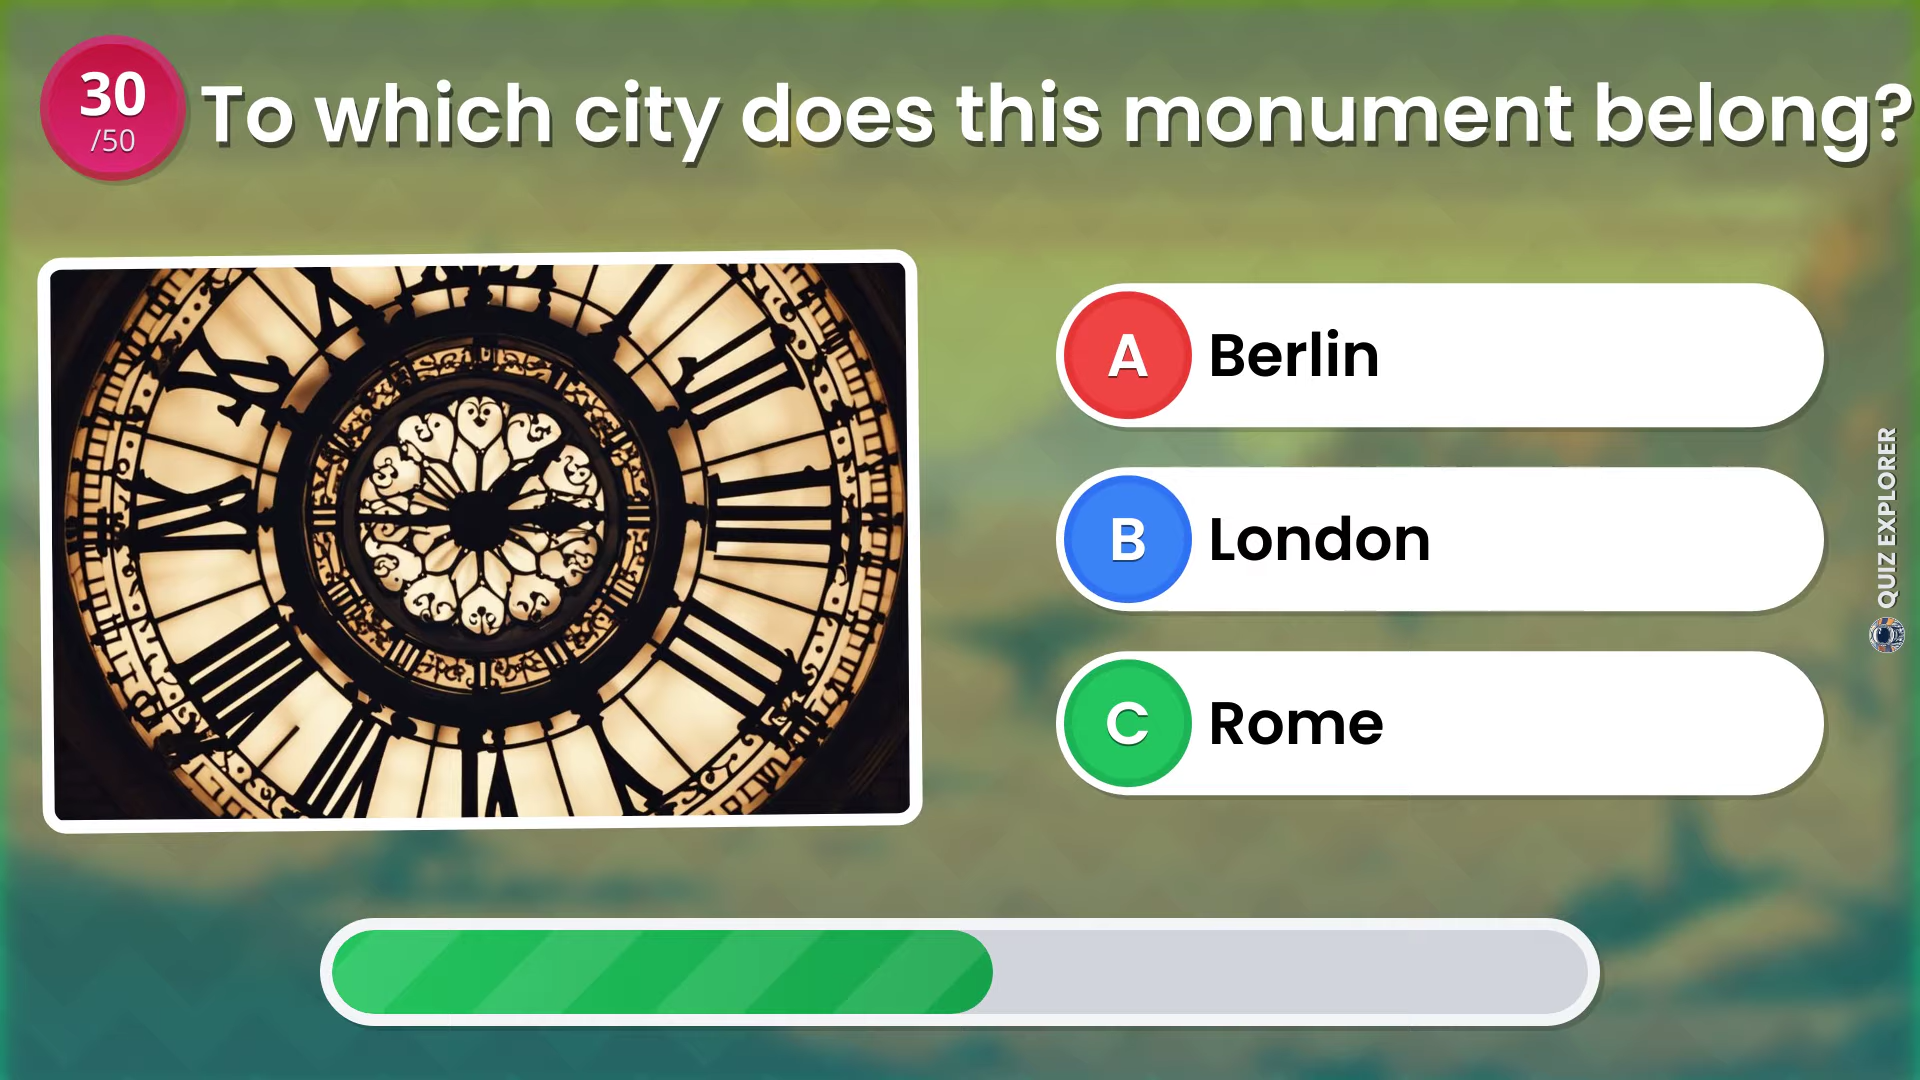 30
/50
To which city does this monument belong?
A Berlin
B London
C Rome
QUIZ EXPLORER